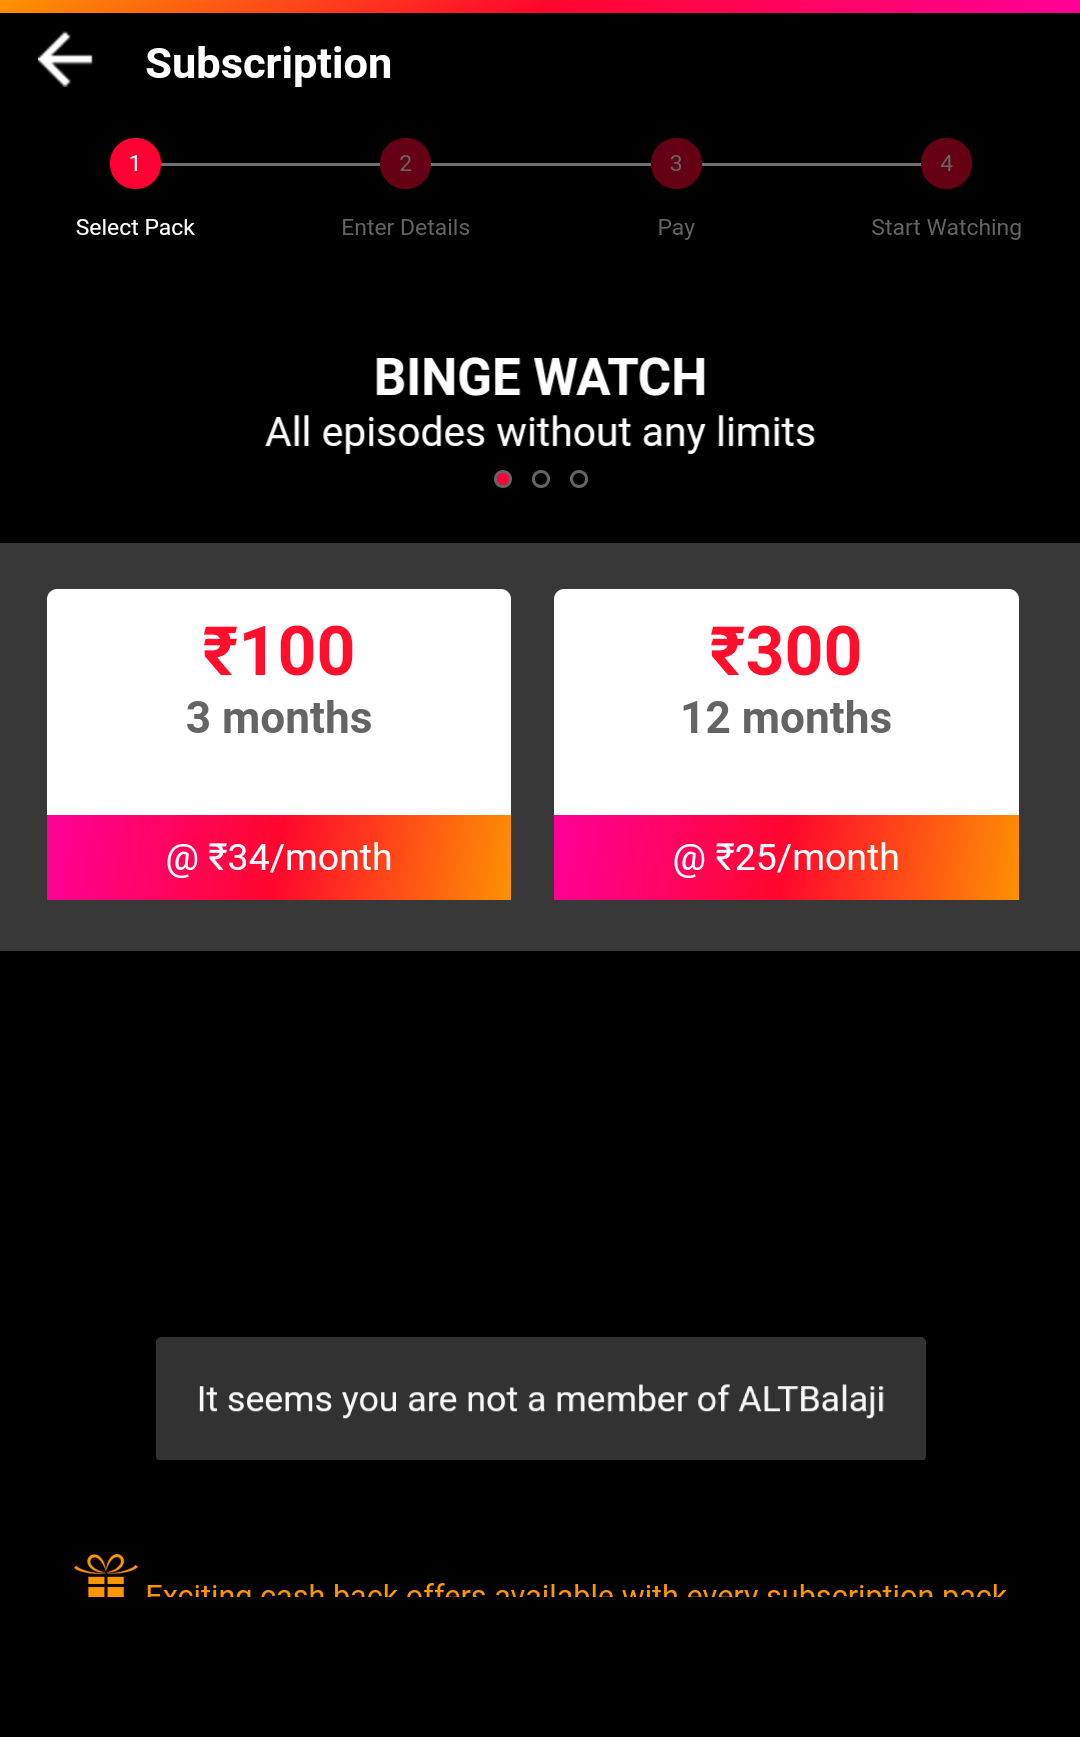 Subscription
1
2
3
4
Select Pack
Enter Details
Pay
Start Watching
BINGE WATCH
All episodes without any limits
₹100
3 months
@ ₹34/month
₹300
12 months
@ ₹25/month
It seems you are not a member of ALTBalaji
Exciting cash back offers available with every subscription pack